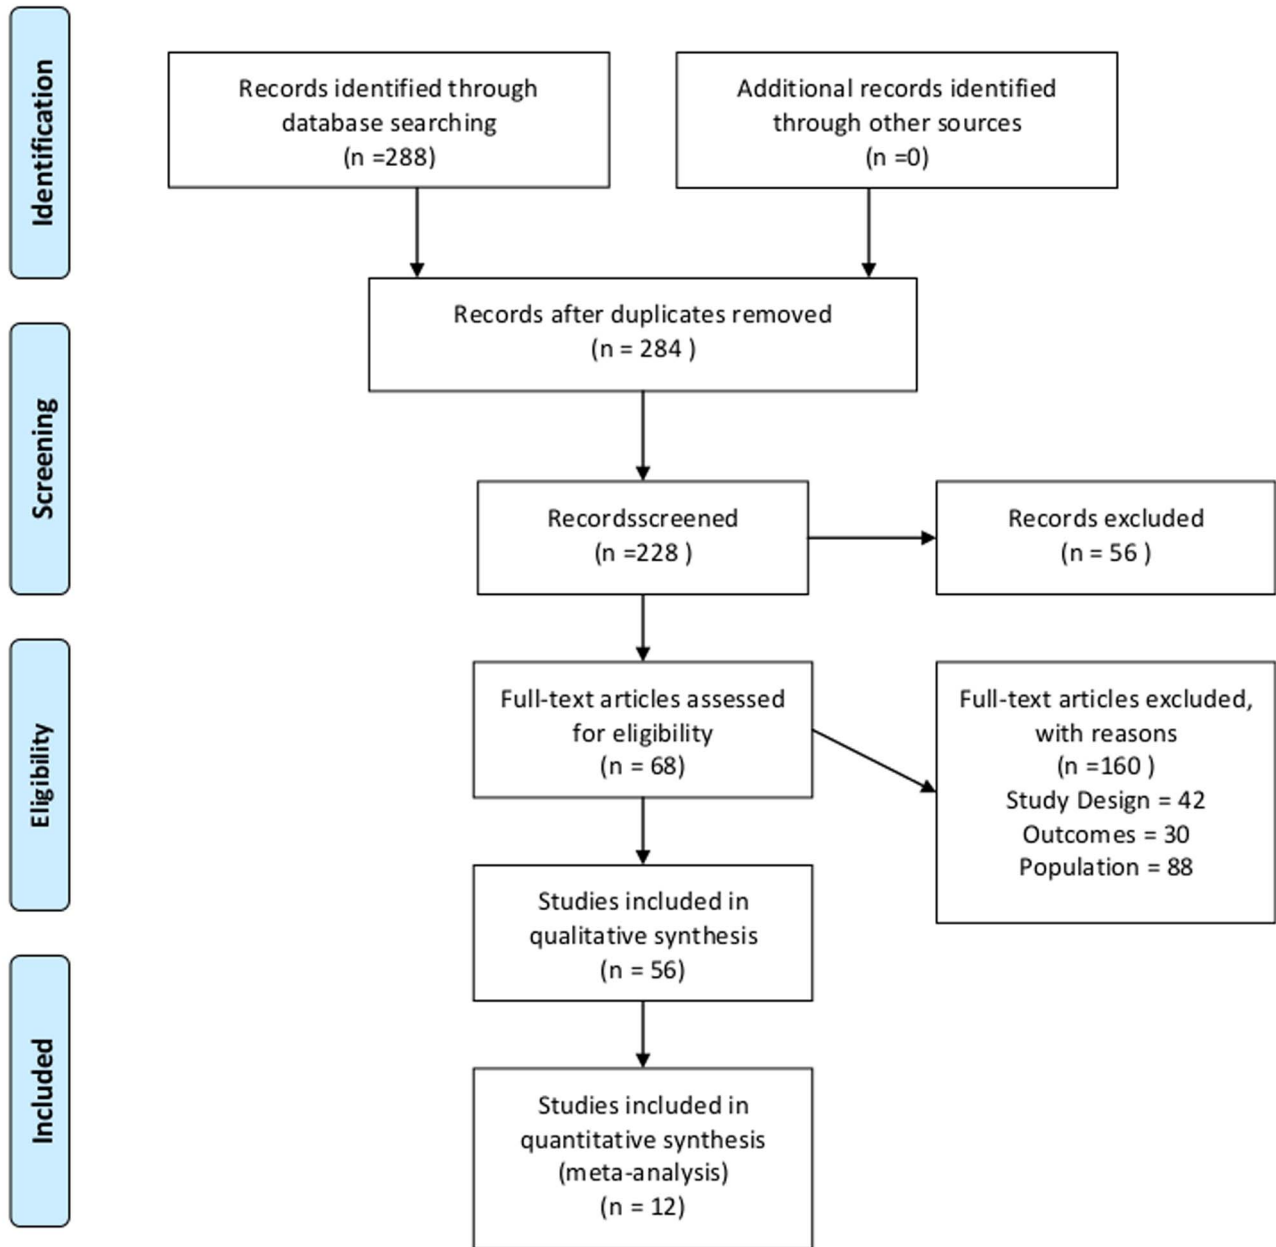 Identification
Records identified through
database searching
(n =288)
Additional records identified
through other sources
(n =0)
Records after duplicates removed
(n = 284 )
Screening
Recordsscreened
(n =228 )
Records excluded
(n = 56 )
Eligibility
Full-text articles assessed
for eligibility
(n = 68)
Full-text articles excluded,
with reasons
(n =160 )
Study Design = 42
Outcomes = 30
Population = 88
Studies included in
qualitative synthesis
(n = 56)
Included
Studies included in
quantitative synthesis
(meta-analysis)
(n = 12)